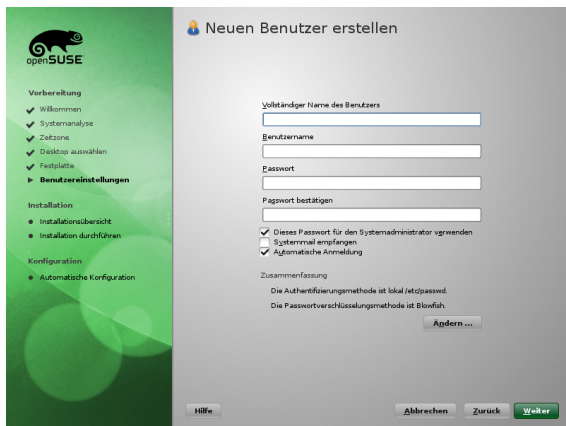 openSUSE
Vorbereitung
Willkommen
Systemanalyse
Zeitzone
Desktop auswählen
Festplatte
Benutzereinstellungen
Installation
Installationsübersicht
Installation durchführen
Konfiguration
Automatische Konfiguration
Neuen Benutzer erstellen
Vollständiger Name des Benutzers
Benutzername
Passwort
Passwort bestätigen
Dieses Passwort für den Systemadministrator verwenden
Systemmail empfangen
Automatische Anmeldung
Zusammenfassung
Die Authentifizierungsmethode ist lokal /etc/passwd.
Die Passwortverschlüsselungsmethode ist Blowfish.
Ändern ...
Hilfe
Abbrechen
Zurück
Weiter